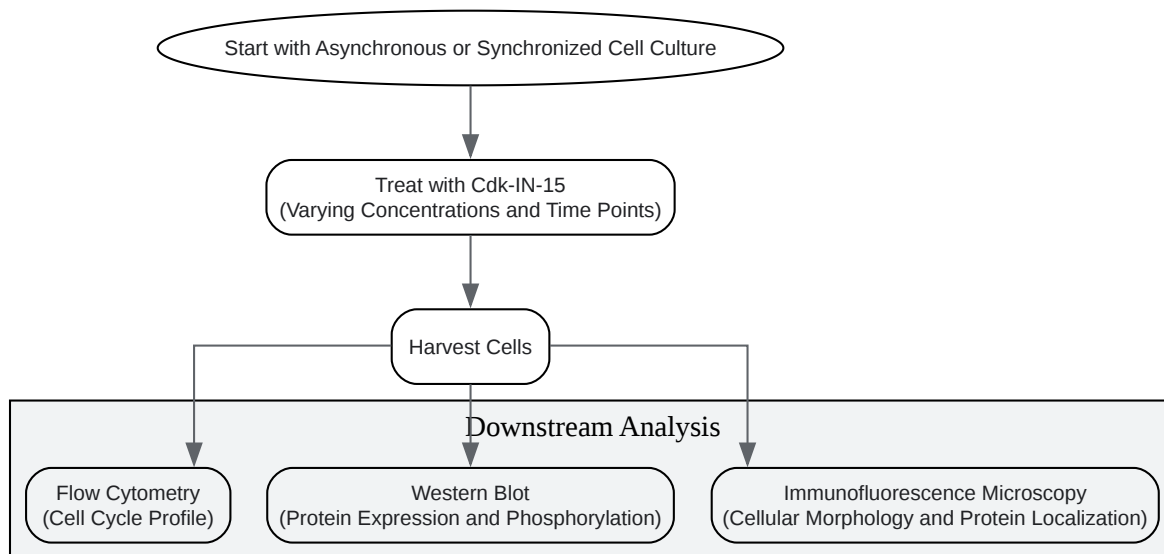 Start with Asynchronous or Synchronized Cell Culture
Treat with Cdk-IN-15
(Varying Concentrations and Time Points)
Harvest Cells
Downstream Analysis
Flow Cytometry
(Cell Cycle Profile)
Western Blot
(Protein Expression and Phosphorylation)
Immunofluorescence Microscopy
(Cellular Morphology and Protein Localization)